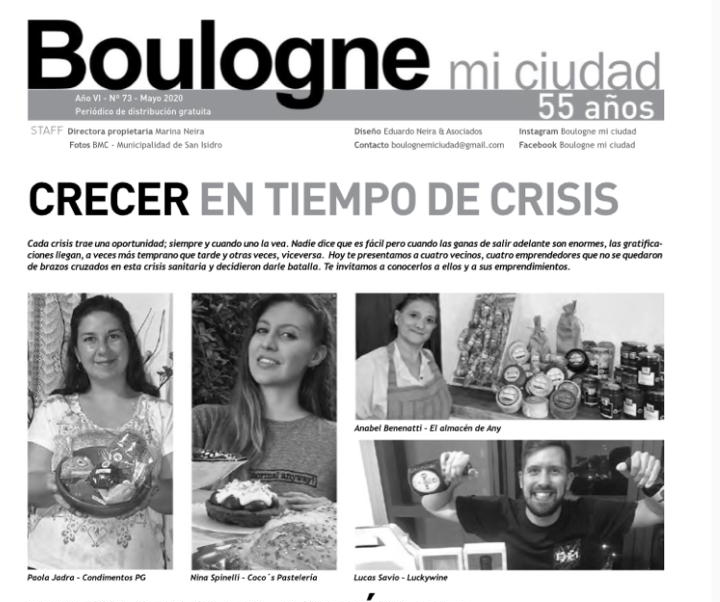 Boulogne mi ciudad
Año VI - Nº 73 - Mayo 2020
Periódico de distribución gratuita
55 años
STAFF Directora propietaria Marina Neira
Fotos BMC - Municipalidad de San Isidro
Diseño Eduardo Neira & Asociados
Contacto boulognemiciudad@gmail.com
Instagram Boulogne mi ciudad
Facebook Boulogne mi ciudad
CRECER EN TIEMPO DE CRISIS
Cada crisis trae una oportunidad; siempre y cuando uno la vea. Nadie dice que es fácil pero cuando las ganas de salir adelante son enormes, las gratifica-
ciones llegan, a veces más temprano que tarde y otras veces, viceversa. Hoy te presentamos a cuatro vecinos, cuatro emprendedores que no se quedaron
de brazos cruzados en esta crisis sanitaria y decidieron darle batalla. Te invitamos a conocerlos a ellos y a sus emprendimientos.
normal anyway!
Anabel Benenatti - El almacén de Any
Paola Jadra - Condimentos PG
Nina Spinelli - Coco´s Pastelería
Lucas Savio - Luckywine